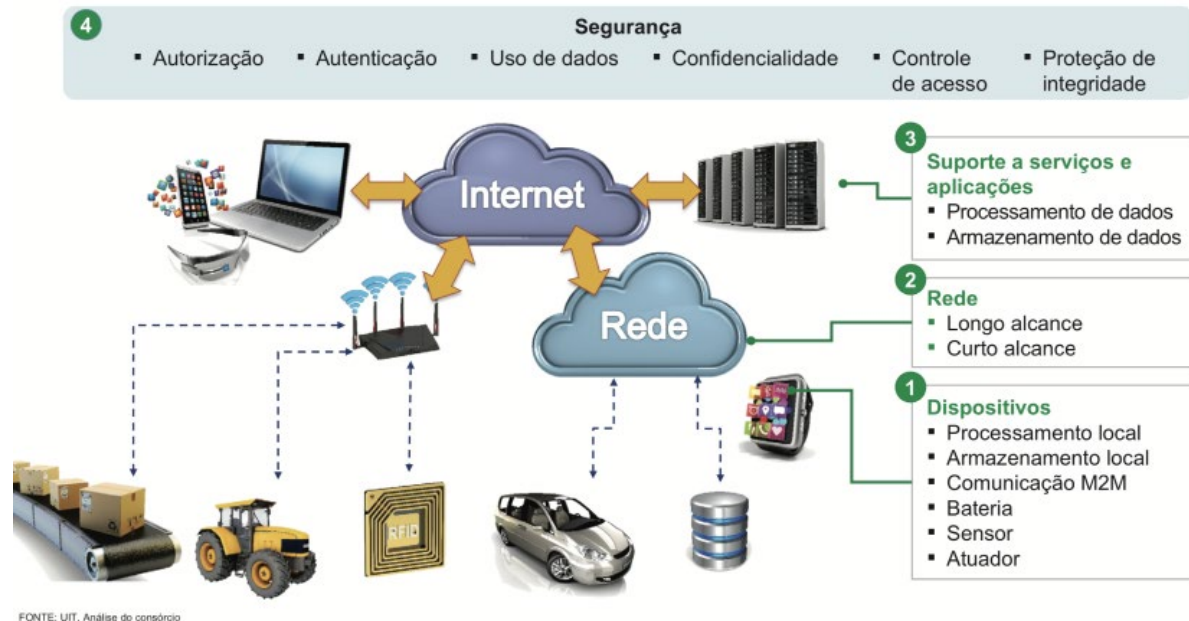 4
Segurança
▪ Autorização ▪ Autenticação ▪ Uso de dados ▪ Confidencialidade ▪ Controle de acesso ▪ Proteção de integridade
Internet
Rede
RFID
3
Suporte a serviços e
aplicações
▪ Processamento de dados
▪ Armazenamento de dados
2
Rede
▪ Longo alcance
▪ Curto alcance
1
Dispositivos
▪ Processamento local
▪ Armazenamento local
▪ Comunicação M2M
▪ Bateria
▪ Sensor
▪ Atuador
FONTE: UIT, Análise do consórcio